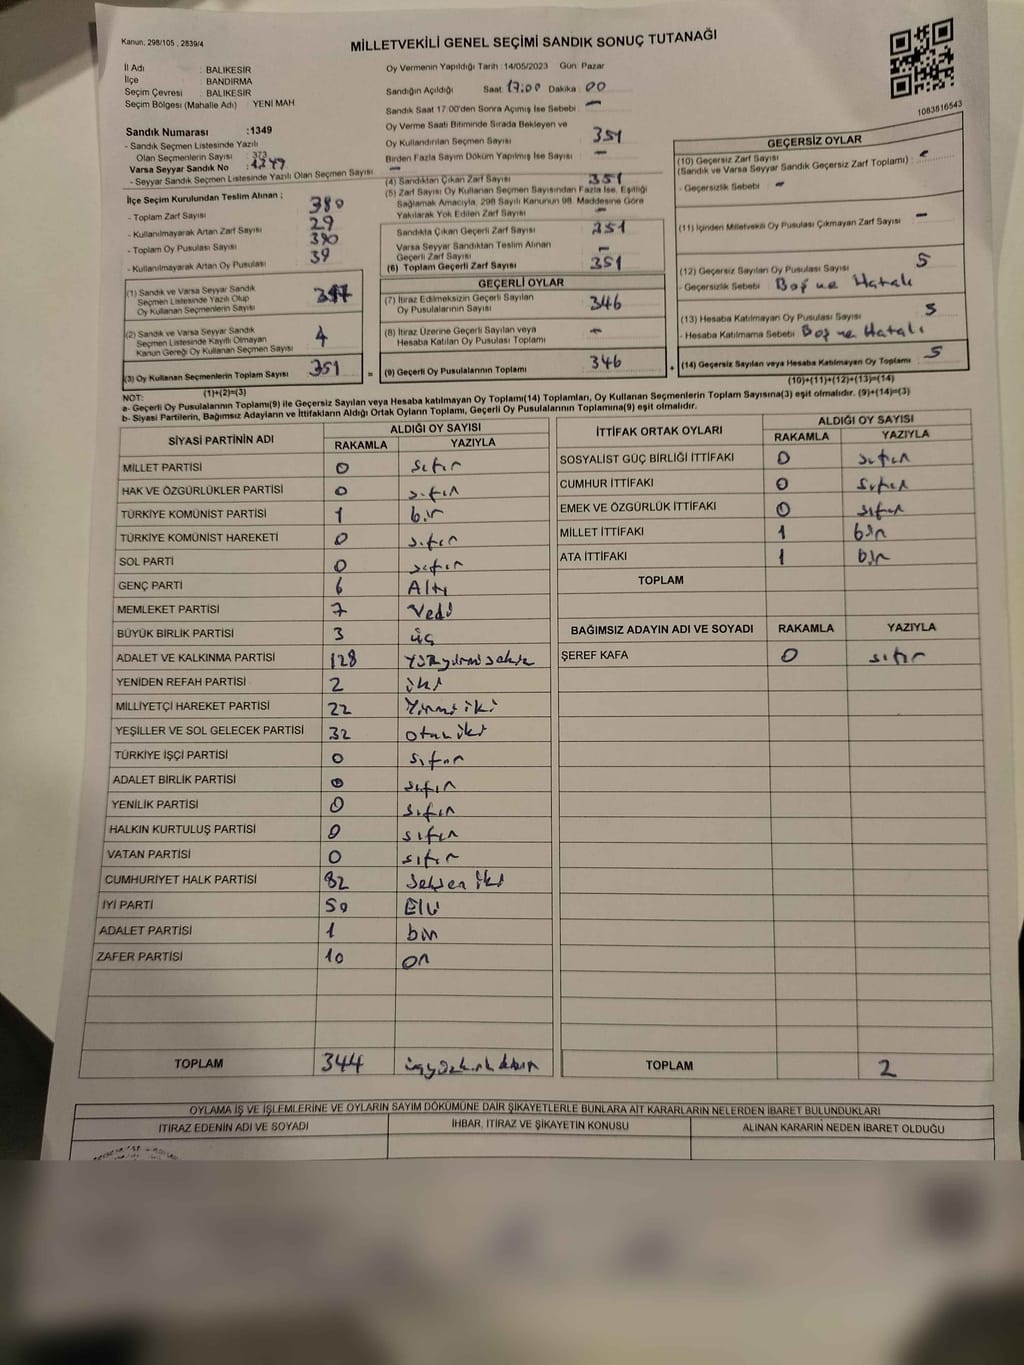 Kanun; 298/105 , 2839/4
MİLLETVEKİLİ GENEL SEÇİMİ SANDIK SONUÇ TUTANAĞI
1083816543
İl Adı : BALIKESİR
İlçe : BANDIRMA
Seçim Çevresi : BALIKESİR
Seçim Bölgesi (Mahalle Adı) : YENİ MAH
Sandık Numarası : 1349
- Sandık Seçmen Listesinde Yazılı
Olan Seçmenlerin Sayısı : 373
Varsa Seyyar Sandık No :
- Seyyar Sandık Seçmen Listesinde Yazılı Olan Seçmen Sayısı
İlçe Seçim Kurulundan Teslim Alınan ;
- Toplam Zarf Sayısı 380
- Kullanılmayarak Artan Zarf Sayısı 29
- Toplam Oy Pusulası Sayısı 390
- Kullanılmayarak Artan Oy Pusulası 39
(1) Sandık ve Varsa Seyyar Sandık
Seçmen Listesinde Yazılı Olup
Oy Kullanan Seçmenlerin Sayısı 347
(2) Sandık ve Varsa Seyyar Sandık
Seçmen Listesinde Kayıtlı Olmayan
Kanun Gereği Oy Kullanan Seçmen Sayısı 4
(3) Oy Kullanan Seçmenlerin Toplam Sayısı 351
(1)+(2)=(3)
Oy Vermenin Yapıldığı Tarih : 14/05/2023 Gün: Pazar
Sandığın Açıldığı Saat 17:00 Dakika 00
Sandık Saat 17:00'den Sonra Açımış İse Sebebi : —
Oy Verme Saati Bitiminde Sırada Bekleyen ve
Oy Kullandırılan Seçmen Sayısı 351
Birden Fazla Sayım Döküm Yapılmış İse Sayısı : —
(4) Sandıktan Çıkan Zarf Sayısı 351
(5) Zarf Sayısı Oy Kullanan Seçmen Sayısından Fazla İse, Eşitliği
Sağlamak Amacıyla, 298 Sayılı Kanunun 98. Maddesine Göre
Yakılarak Yok Edilen Zarf Sayısı —
Sandıkta Çıkan Geçerli Zarf Sayısı 351
Varsa Seyyar Sandıktan Teslim Alınan
Geçerli Zarf Sayısı —
(6) Toplam Geçerli Zarf Sayısı 351
GEÇERLİ OYLAR
(7) İtiraz Edilmeksizin Geçerli Sayılan
Oy Pusulalarının Sayısı 346
(8) İtiraz Üzerine Geçerli Sayılan veya
Hesaba Katılan Oy Pusulası Toplamı —
= (9) Geçerli Oy Pusulalarının Toplamı 346
GEÇERSİZ OYLAR
(10) Geçersiz Zarf Sayısı
(Sandık ve Varsa Seyyar Sandık Geçersiz Zarf Toplamı) : —
- Geçersizlik Sebebi : —
(11) İçinden Milletvekili Oy Pusulası Çıkmayan Zarf Sayısı —
(12) Geçersiz Sayılan Oy Pusulası Sayısı 5
- Geçersizlik Sebebi Boş ve Hatalı
(13) Hesaba Katılmayan Oy Pusulası Sayısı 5
- Hesaba Katılmama Sebebi Boş ve Hatalı
+ (14) Geçersiz Sayılan veya Hesaba Katılmayan Oy Toplamı 5
(10)+(11)+(12)+(13)=(14)
NOT:
a- Geçerli Oy Pusulalarının Toplamı(9) ile Geçersiz Sayılan veya Hesaba katılmayan Oy Toplamı(14) Toplamları, Oy Kullanan Seçmenlerin Toplam Sayısına(3) eşit olmalıdır. (9)+(14)=(3)
b- Siyasi Partilerin, Bağımsız Adayların ve İttifakların Aldığı Ortak Oyların Toplamı, Geçerli Oy Pusulalarının Toplamına(9) eşit olmalıdır.
SİYASİ PARTİNİN ADI ALDIĞI OY SAYISI
RAKAMLA YAZIYLA
MİLLET PARTİSİ 0 sıfır
HAK VE ÖZGÜRLÜKLER PARTİSİ 0 sıfır
TÜRKİYE KOMÜNİST PARTİSİ 1 bir
TÜRKİYE KOMÜNİST HAREKETİ 0 sıfır
SOL PARTİ 0 sıfır
GENÇ PARTİ 6 Altı
MEMLEKET PARTİSİ 7 Yedi
BÜYÜK BİRLİK PARTİSİ 3 üç
ADALET VE KALKINMA PARTİSİ 128 Yüzyirmisekiz
YENİDEN REFAH PARTİSİ 2 iki
MİLLİYETÇİ HAREKET PARTİSİ 22 Yirmi iki
YEŞİLLER VE SOL GELECEK PARTİSİ 32 otuz iki
TÜRKİYE İŞÇİ PARTİSİ 0 sıfır
ADALET BİRLİK PARTİSİ 0 sıfır
YENİLİK PARTİSİ 0 sıfır
HALKIN KURTULUŞ PARTİSİ 0 sıfır
VATAN PARTİSİ 0 sıfır
CUMHURİYET HALK PARTİSİ 82 Seksen iki
İYİ PARTİ 50 Elli
ADALET PARTİSİ 1 bir
ZAFER PARTİSİ 10 on
TOPLAM 344
İTTİFAK ORTAK OYLARI ALDIĞI OY SAYISI
RAKAMLA YAZIYLA
SOSYALİST GÜÇ BİRLİĞİ İTTİFAKI 0 sıfır
CUMHUR İTTİFAKI 0 sıfır
EMEK VE ÖZGÜRLÜK İTTİFAKI 0 sıfır
MİLLET İTTİFAKI 1 bir
ATA İTTİFAKI 1 bir
TOPLAM
BAĞIMSIZ ADAYIN ADI VE SOYADI RAKAMLA YAZIYLA
ŞEREF KAFA 0 sıfır
TOPLAM 2
OYLAMA İŞ VE İŞLEMLERİNE VE OYLARIN SAYIM DÖKÜMÜNE DAİR ŞİKAYETLERLE BUNLARA AİT KARARLARIN NELERDEN İBARET BULUNDUKLARI
İTİRAZ EDENİN ADI VE SOYADI İHBAR, İTİRAZ VE ŞİKAYETİN KONUSU ALINAN KARARIN NEDEN İBARET OLDUĞU